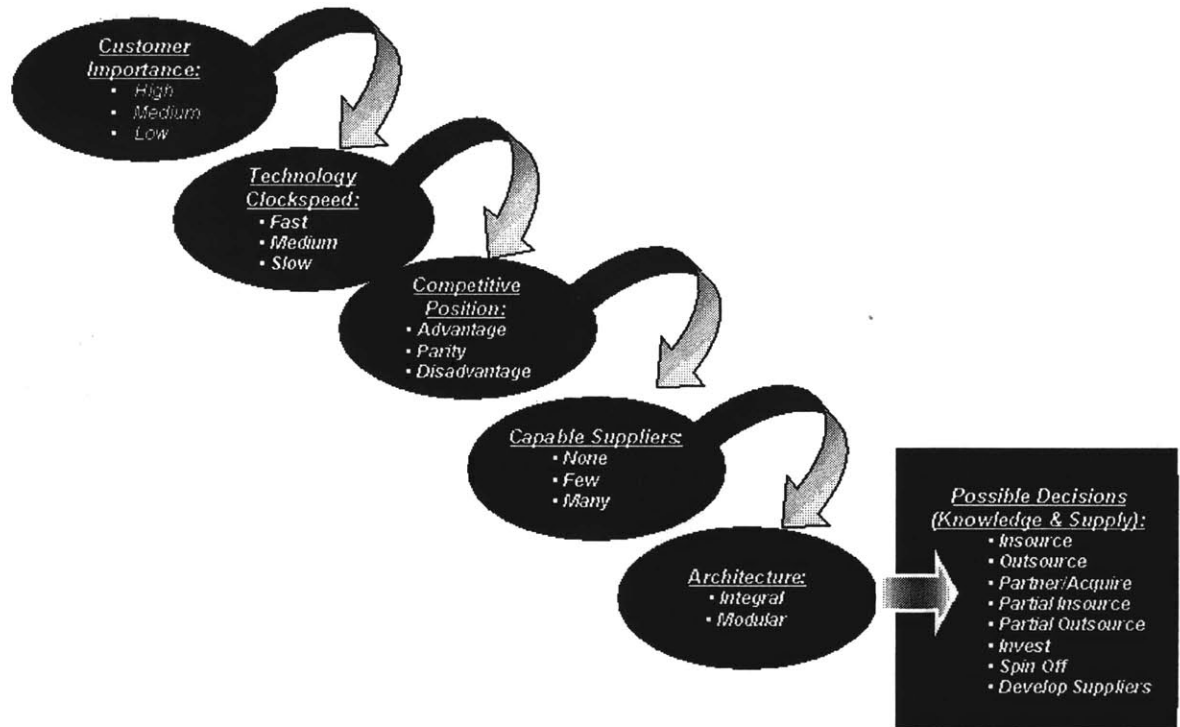 Customer
Importance:
• High
• Medium
• Low
Technology
Clockspeed:
• Fast
• Medium
• Slow
Competitive
Position:
• Advantage
• Parity
• Disadvantage
Capable Suppliers:
• None
• Few
• Many
Architecture:
• Integral
• Modular
Possible Decisions
(Knowledge & Supply):
• Insource
• Outsource
• Partner/Acquire
• Partial Insource
• Partial Outsource
• Invest
• Spin Off
• Develop Suppliers